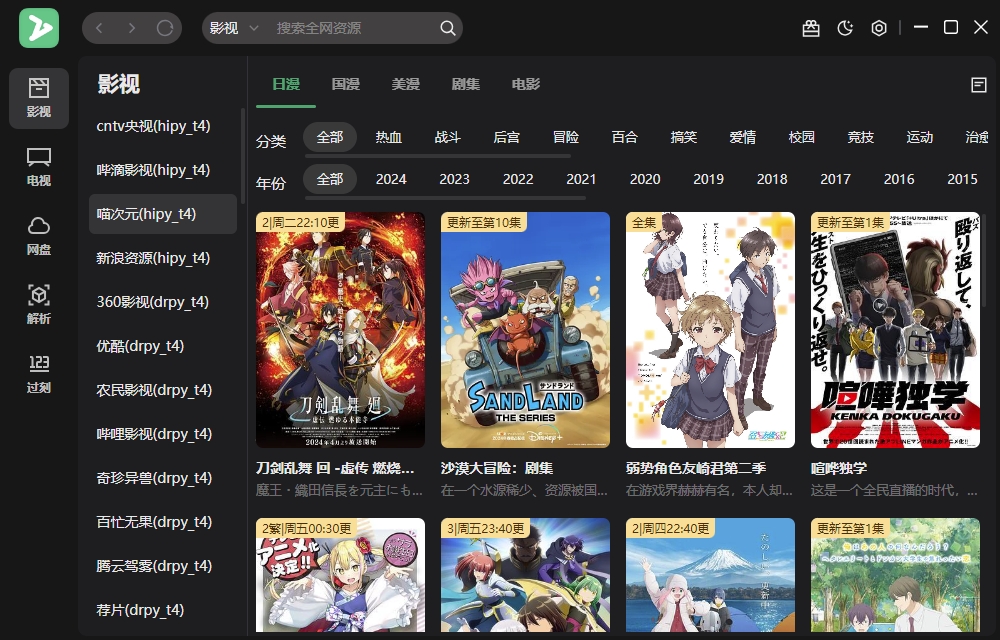 影视
搜索全网资源
影视
电视
网盘
解析
过刻
影视
cntv央视(hipy_t4)
哔滴影视(hipy_t4)
喵次元(hipy_t4)
新浪资源(hipy_t4)
360影视(drpy_t4)
优酷(drpy_t4)
农民影视(drpy_t4)
哔哩影视(drpy_t4)
奇珍异兽(drpy_t4)
百忙无果(drpy_t4)
腾云驾雾(drpy_t4)
荐片(drpy_t4)
日漫 国漫 美漫 剧集 电影
分类 全部 热血 战斗 后宫 冒险 百合 搞笑 爱情 校园 竞技 运动 治愈
年份 全部 2024 2023 2022 2021 2020 2019 2018 2017 2016 2015
2|周二22:10更
刀剣乱舞 廻
2024年4月より放送開始
刀剑乱舞 回 -虚传 燃烧...
魔王・織田信長を元主にも...
更新至第10集
サンドランド
SAND LAND
THE SERIES
Disney+
沙漠大冒险：剧集
在一个水源稀少、资源被国...
全集
弱势角色友崎君第二季
在游戏界赫赫有名，本人却...
更新至第1集
殴り返して、
生をひっくり返せ。
喧嘩独学
KENKA DOKUGAKU
喧哗独学
这是一个全民直播的时代，...
2繁|周五00:30更
アニメ化
決定!!
3|周五23:40更
2|周四22:40更
更新至第1集